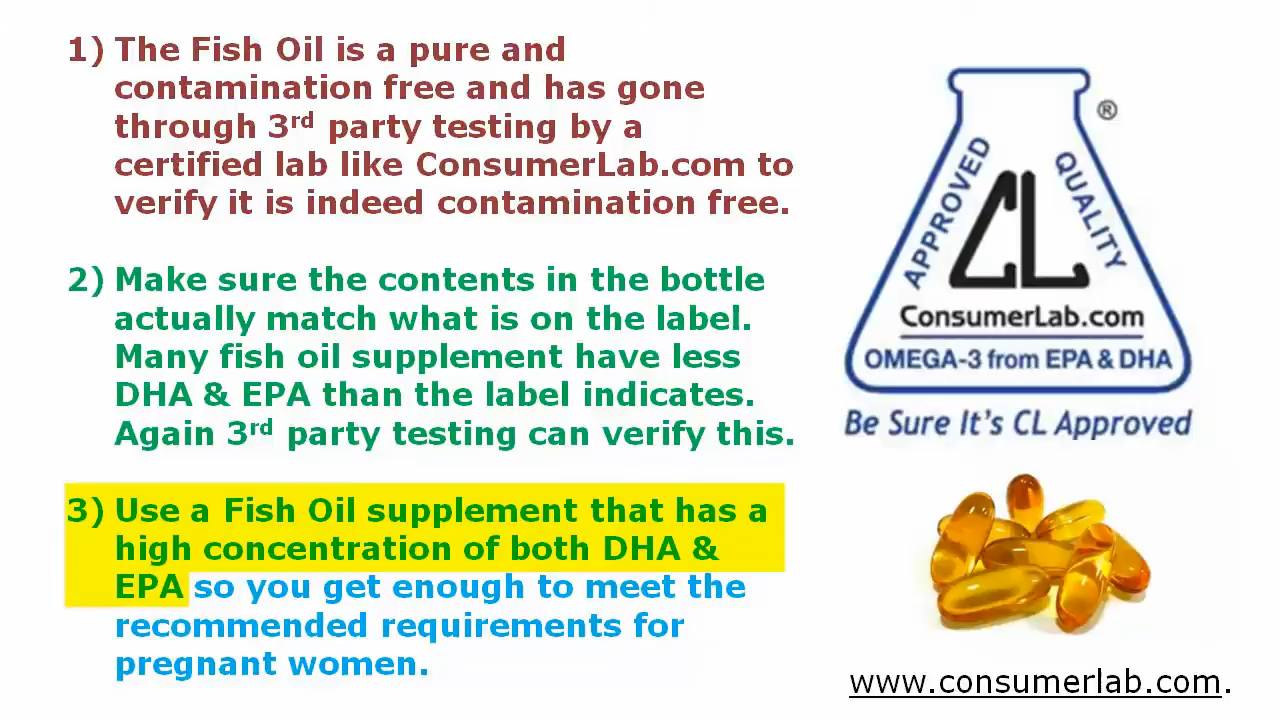 1) The Fish Oil is a pure and
contamination free and has gone
through 3rd party testing by a
certified lab like ConsumerLab.com to
verify it is indeed contamination free.
2) Make sure the contents in the bottle
actually match what is on the label.
Many fish oil supplement have less
DHA & EPA than the label indicates.
Again 3rd party testing can verify this.
3) Use a Fish Oil supplement that has a
high concentration of both DHA &
EPA so you get enough to meet the
recommended requirements for
pregnant women.
®
APPROVED
QUALITY
CL
ConsumerLab.com
OMEGA-3 from EPA & DHA
Be Sure It's CL Approved
www.consumerlab.com.